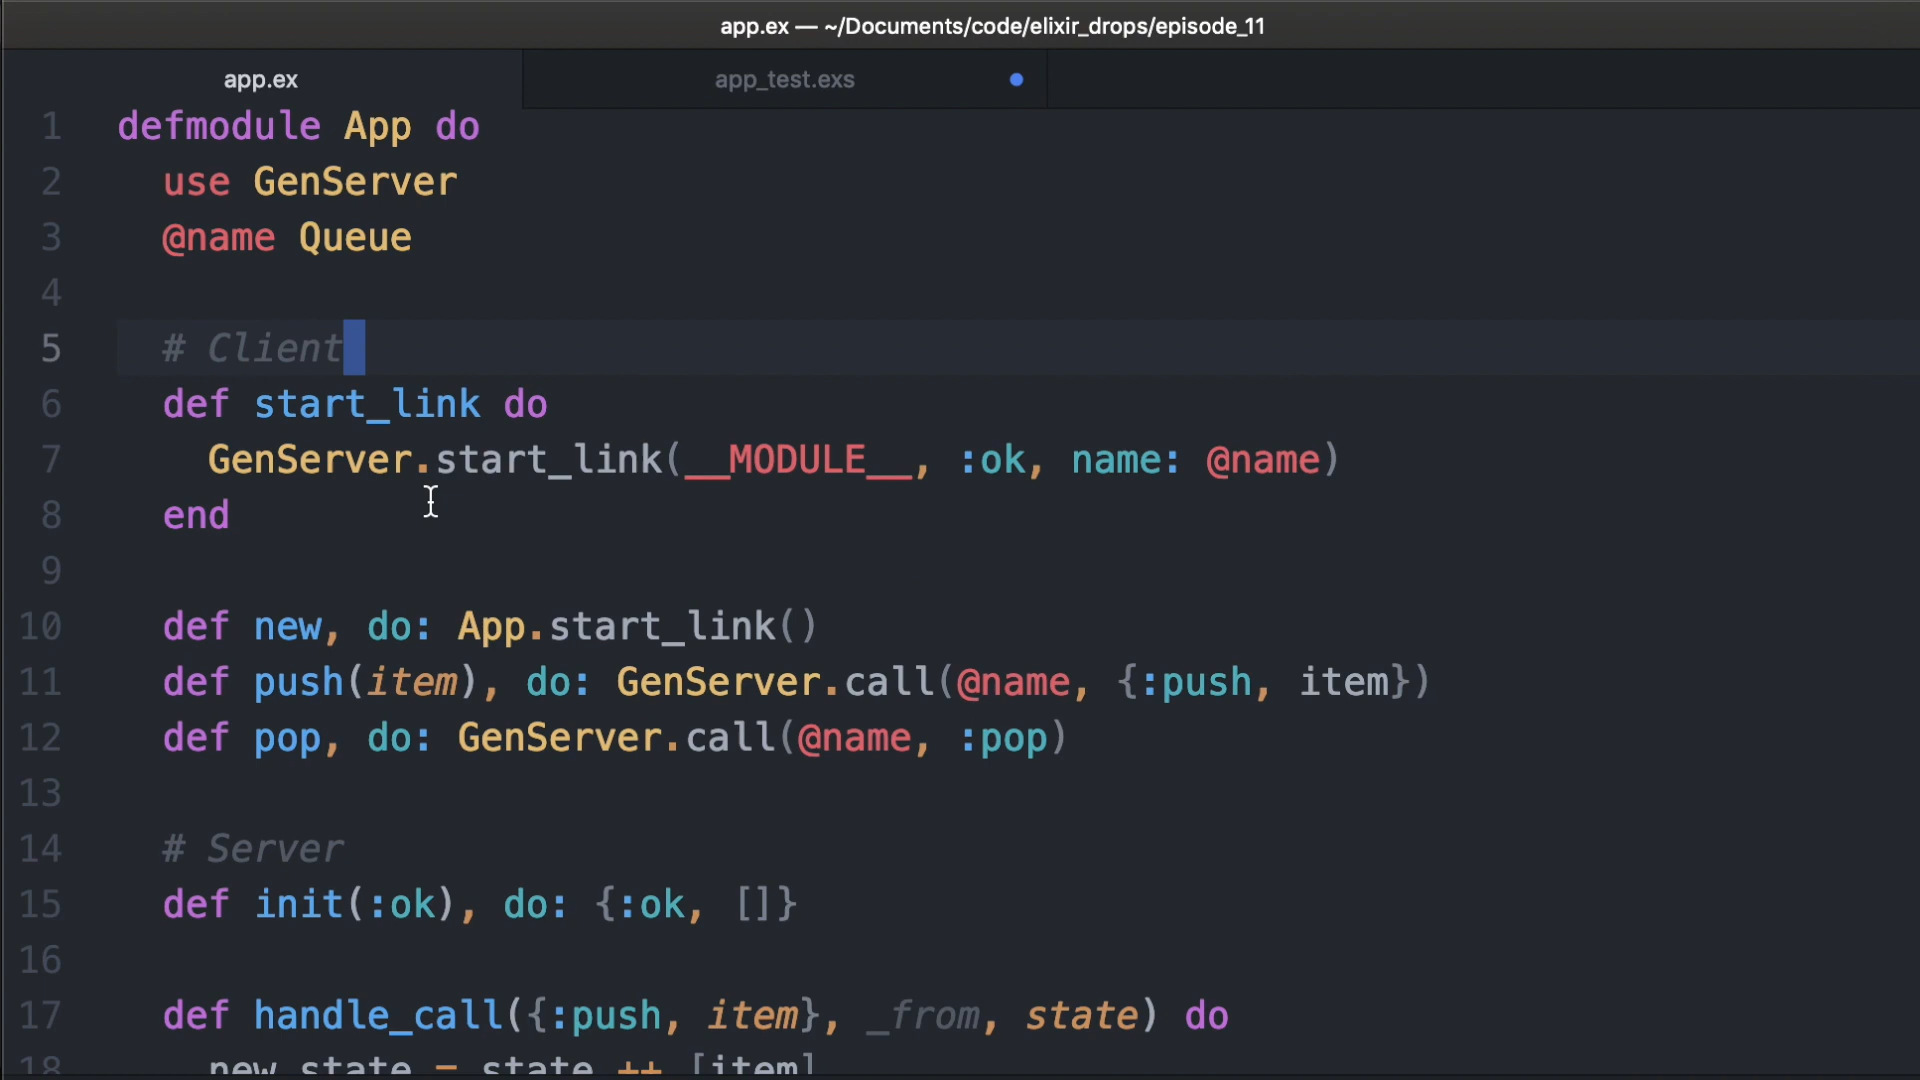 app.ex — ~/Documents/code/elixir_drops/episode_11
app.ex app_test.exs
1 defmodule App do
2   use GenServer
3   @name Queue
4
5   # Client
6   def start_link do
7     GenServer.start_link(__MODULE__, :ok, name: @name)
8   end
9
10   def new, do: App.start_link()
11   def push(item), do: GenServer.call(@name, {:push, item})
12   def pop, do: GenServer.call(@name, :pop)
13
14   # Server
15   def init(:ok), do: {:ok, []}
16
17   def handle_call({:push, item}, _from, state) do
18     new_state = state ++ [item]